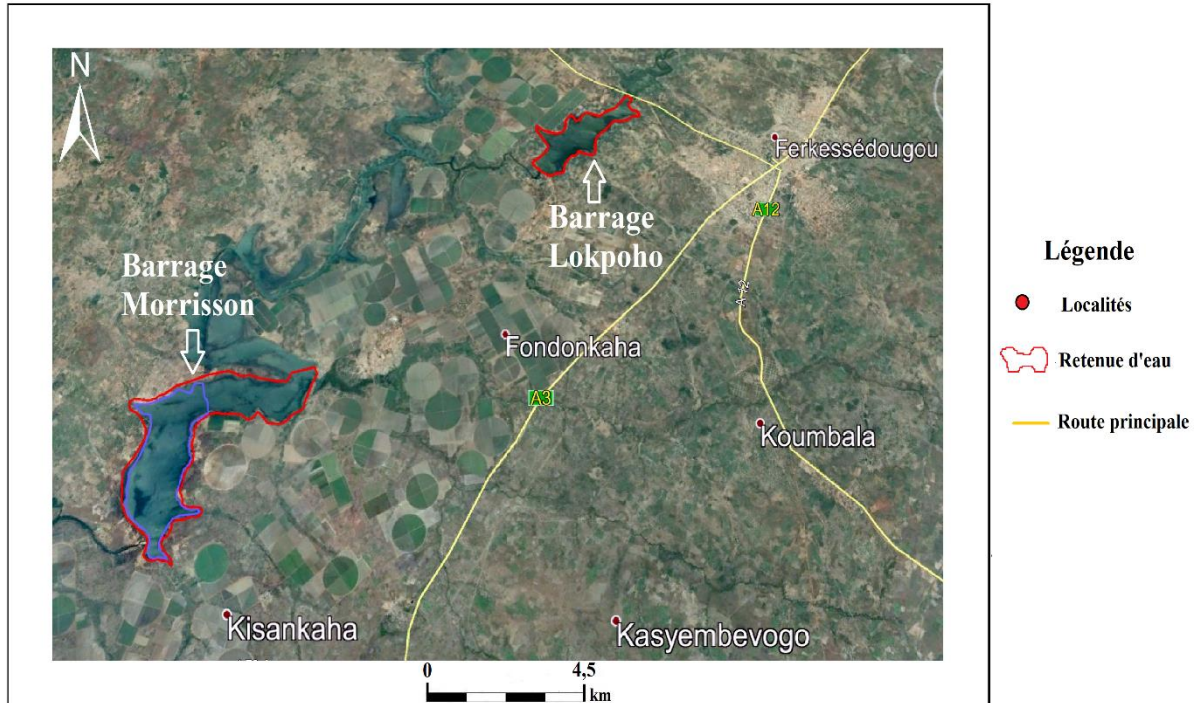 N
Ferkessédougou
A12
Barrage
Lokpoho
Barrage
Morrisson
A 12
Fondonkaha
A3
Koumbala
Kisankaha
Kasyembevogo
0 4,5
km
Légende
Localités
Retenue d'eau
Route principale